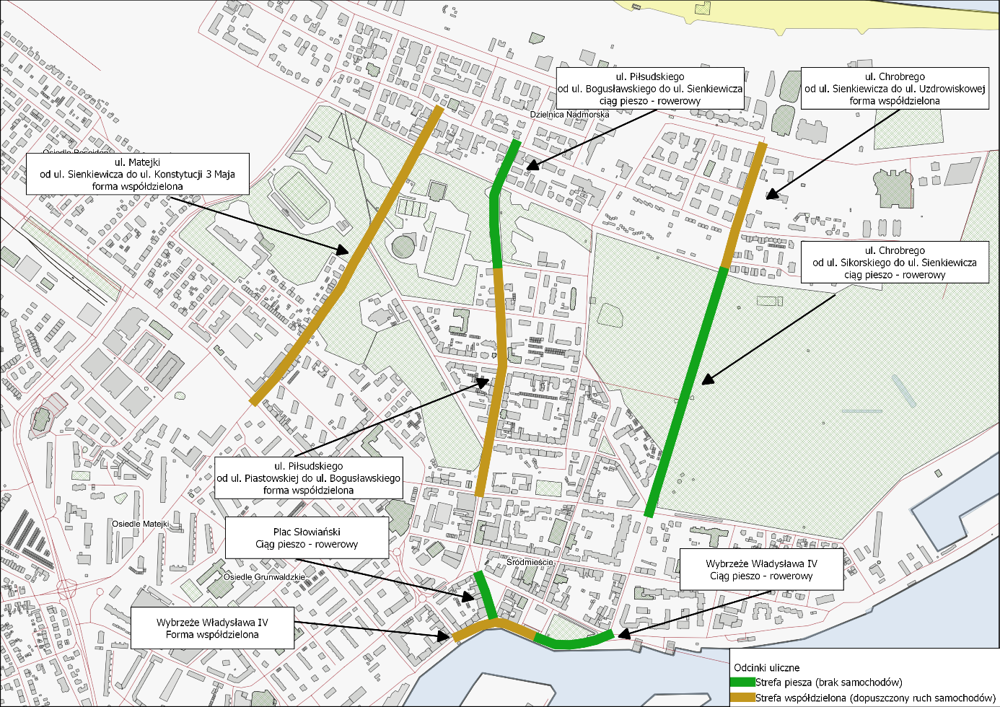 ul. Piłsudskiego
od ul. Bogusławskiego do ul. Sienkiewicza
ciąg pieszo - rowerowy
ul. Chrobrego
od ul. Sienkiewicza do ul. Uzdrowiskowej
forma współdzielona
Dzielnica Nadmorska
Osiedle Posejdon
ul. Matejki
od ul. Sienkiewicza do ul. Konstytucji 3 Maja
forma współdzielona
ul. Chrobrego
od ul. Sikorskiego do ul. Sienkiewicza
ciąg pieszo - rowerowy
ul. Piłsudskiego
od ul. Piastowskiej do ul. Bogusławskiego
forma współdzielona
Osiedle Matejki
Plac Słowiański
Ciąg pieszo - rowerowy
Śródmieście
Wybrzeże Władysława IV
Ciąg pieszo - rowerowy
Osiedle Grunwaldzkie
Wybrzeże Władysława IV
Forma współdzielona
Odcinki uliczne
Strefa piesza (brak samochodów)
Strefa współdzielona (dopuszczony ruch samochodów)